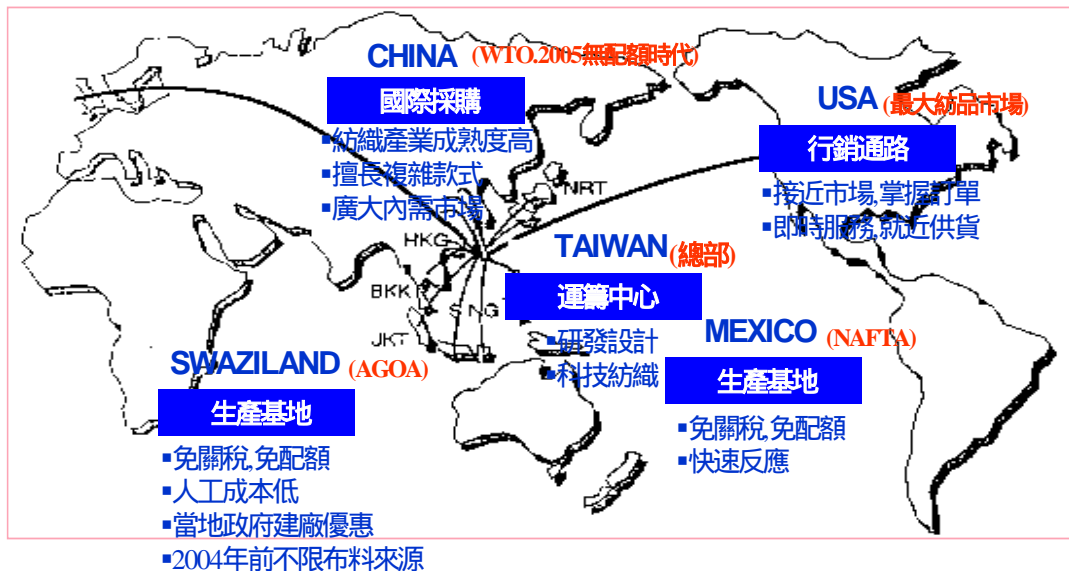 CHINA (WTO.2005無配額時代)
國際採購
▪紡織產業成熟度高
▪擅長複雜款式
▪廣大內需市場
USA (最大紡品市場)
行銷通路
▪接近市場,掌握訂單
▪即時服務,就近供貨
NRT
HKG
BKK
SNG
JKT
TAIWAN(總部)
運籌中心
▪研發設計
▪科技紡織
MEXICO (NAFTA)
生產基地
▪免關稅,免配額
▪快速反應
SWAZILAND (AGOA)
生產基地
▪免關稅,免配額
▪人工成本低
▪當地政府建廠優惠
▪2004年前不限布料來源